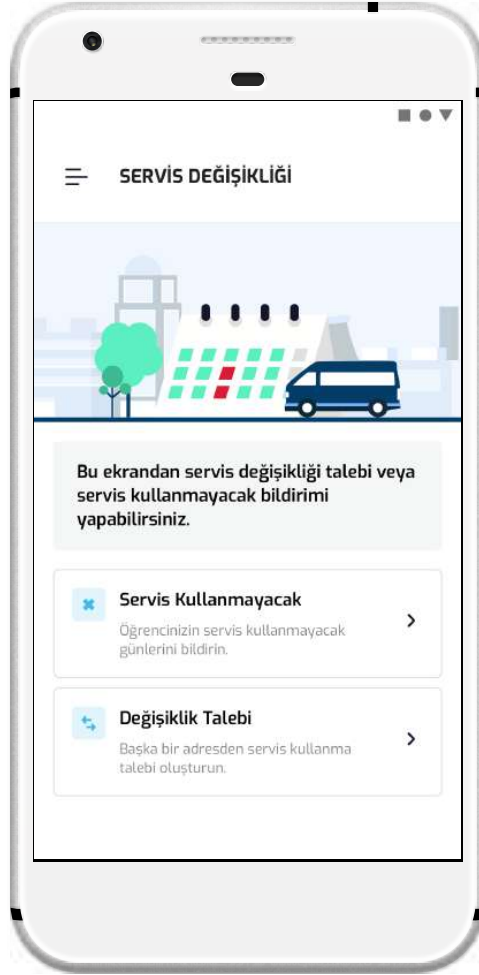 SERVİS DEĞİŞİKLİĞİ
Bu ekrandan servis değişikliği talebi veya
servis kullanmayacak bildirimi
yapabilirsiniz.
Servis Kullanmayacak
Öğrencinizin servis kullanmayacak
günlerini bildirin.
Değişiklik Talebi
Başka bir adresden servis kullanma
talebi oluşturun.